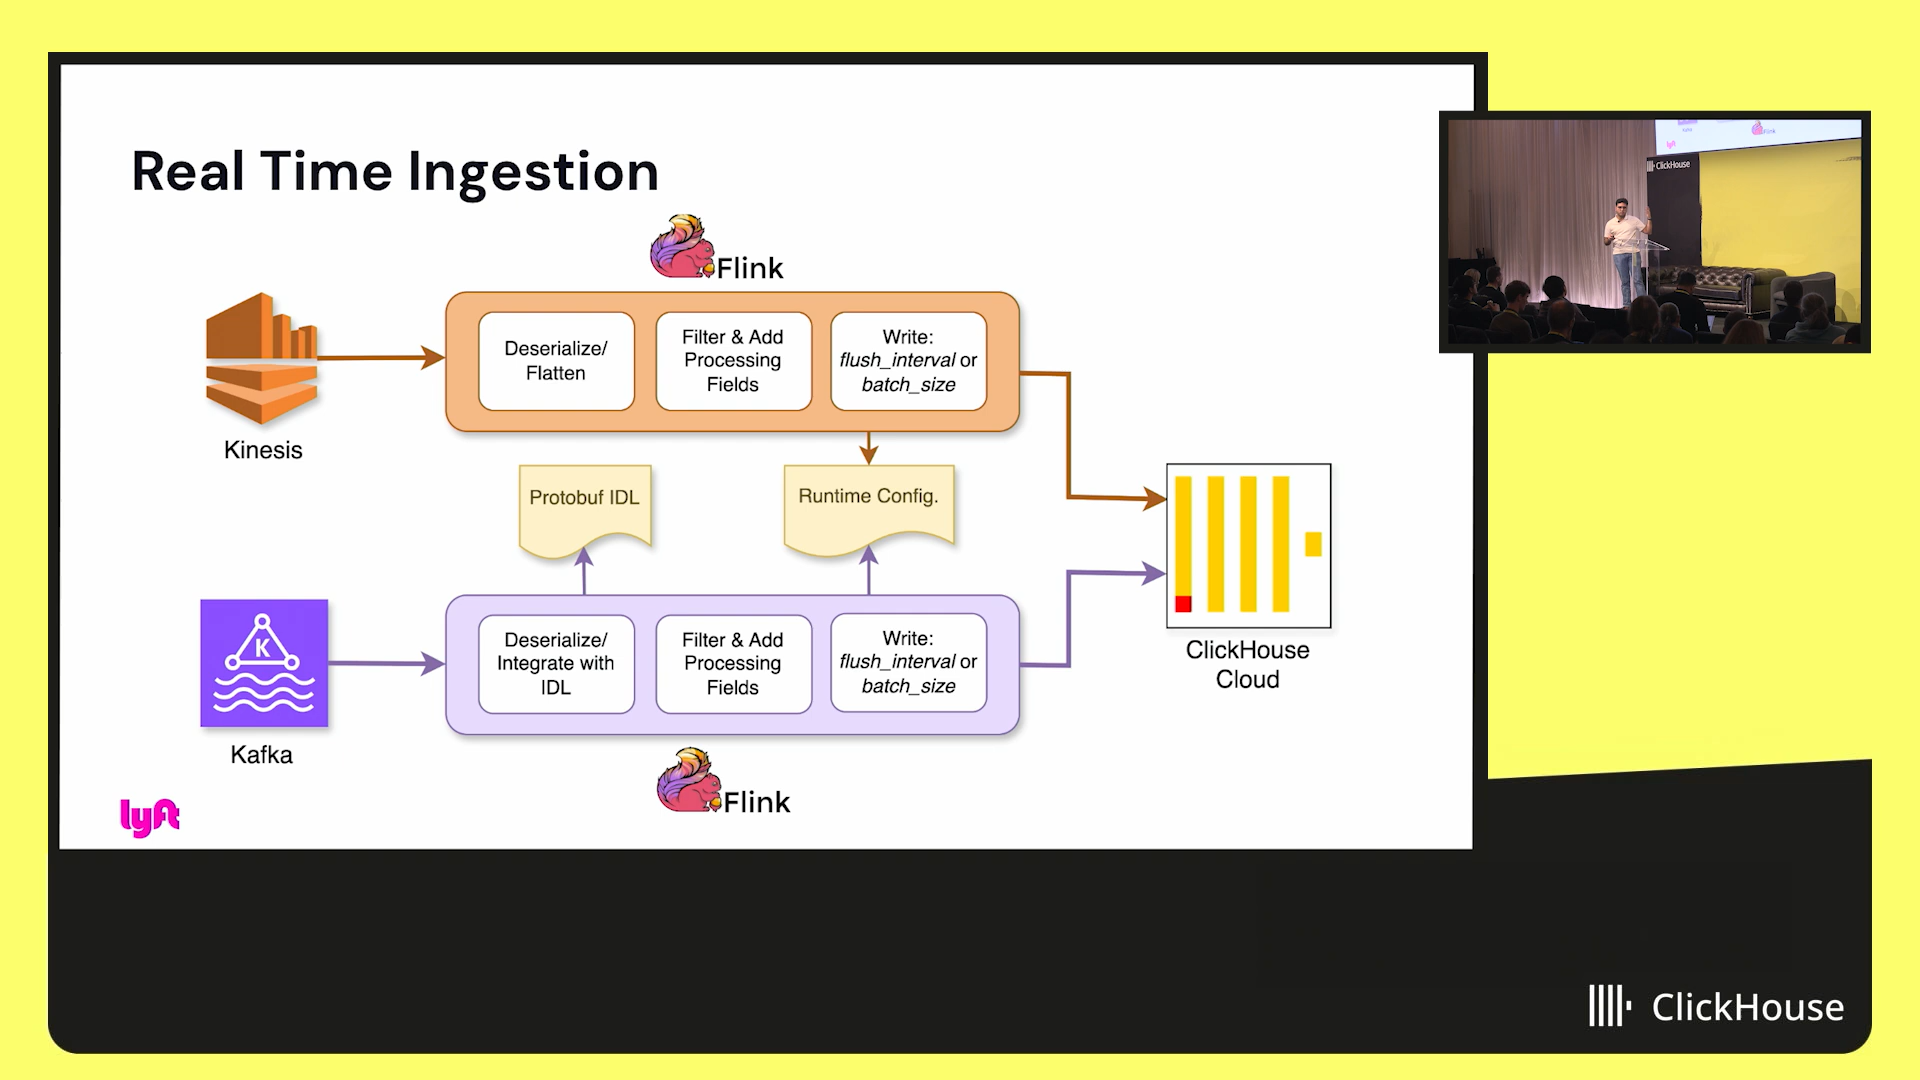 Real Time Ingestion
Flink
Deserialize/
Flatten
Filter & Add
Processing
Fields
Write:
flush_interval or
batch_size
Kinesis
Protobuf IDL
Runtime Config.
Deserialize/
Integrate with
IDL
Filter & Add
Processing
Fields
Write:
flush_interval or
batch_size
K
Kafka
Flink
ClickHouse
Cloud
lyft
ClickHouse
ClickHouse